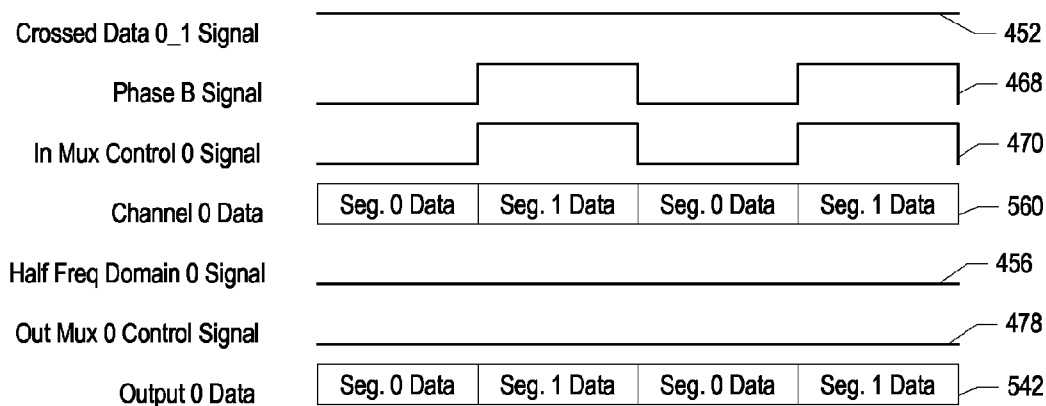 Crossed Data 0_1 Signal 452
Phase B Signal 468
In Mux Control 0 Signal 470
Channel 0 Data Seg. 0 Data Seg. 1 Data Seg. 0 Data Seg. 1 Data 560
Half Freq Domain 0 Signal 456
Out Mux 0 Control Signal 478
Output 0 Data Seg. 0 Data Seg. 1 Data Seg. 0 Data Seg. 1 Data 542